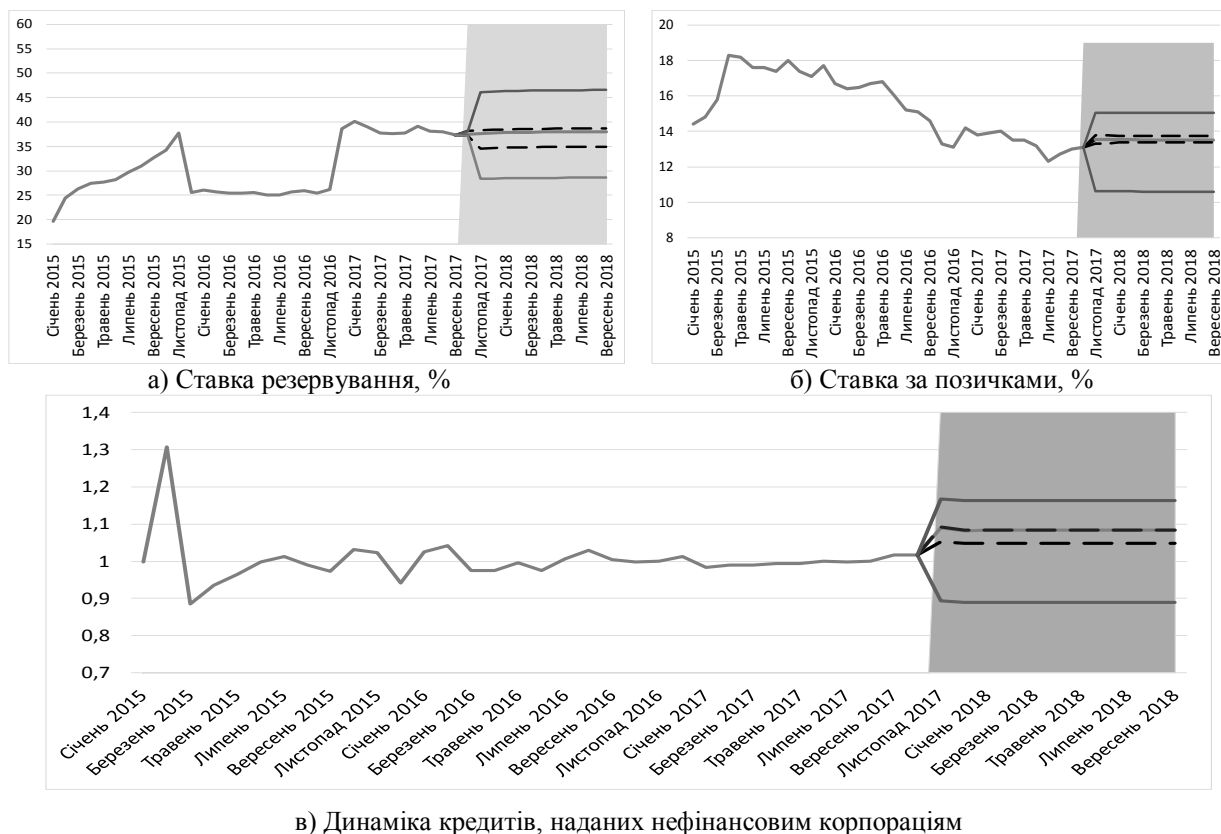 60
55
50
45
40
35
30
25
20
15
Січень 2015
Березень 2015
Травень 2015
Липень 2015
Вересень 2015
Листопад 2015
Січень 2016
Березень 2016
Травень 2016
Липень 2016
Вересень 2016
Листопад 2016
Січень 2017
Березень 2017
Травень 2017
Липень 2017
Вересень 2017
Листопад 2017
Січень 2018
Березень 2018
Травень 2018
Липень 2018
Вересень 2018
а) Ставка резервування, %
20
18
16
14
12
10
8
Січень 2015
Березень 2015
Травень 2015
Липень 2015
Вересень 2015
Листопад 2015
Січень 2016
Березень 2016
Травень 2016
Липень 2016
Вересень 2016
Листопад 2016
Січень 2017
Березень 2017
Травень 2017
Липень 2017
Вересень 2017
Листопад 2017
Січень 2018
Березень 2018
Травень 2018
Липень 2018
Вересень 2018
б) Ставка за позичками, %
1,4
1,3
1,2
1,1
1
0,9
0,8
0,7
Січень 2015
Березень 2015
Травень 2015
Липень 2015
Вересень 2015
Листопад 2015
Січень 2016
Березень 2016
Травень 2016
Липень 2016
Вересень 2016
Листопад 2016
Січень 2017
Березень 2017
Травень 2017
Липень 2017
Вересень 2017
Листопад 2017
Січень 2018
Березень 2018
Травень 2018
Липень 2018
Вересень 2018
в) Динаміка кредитів, наданих нефінансовим корпораціям